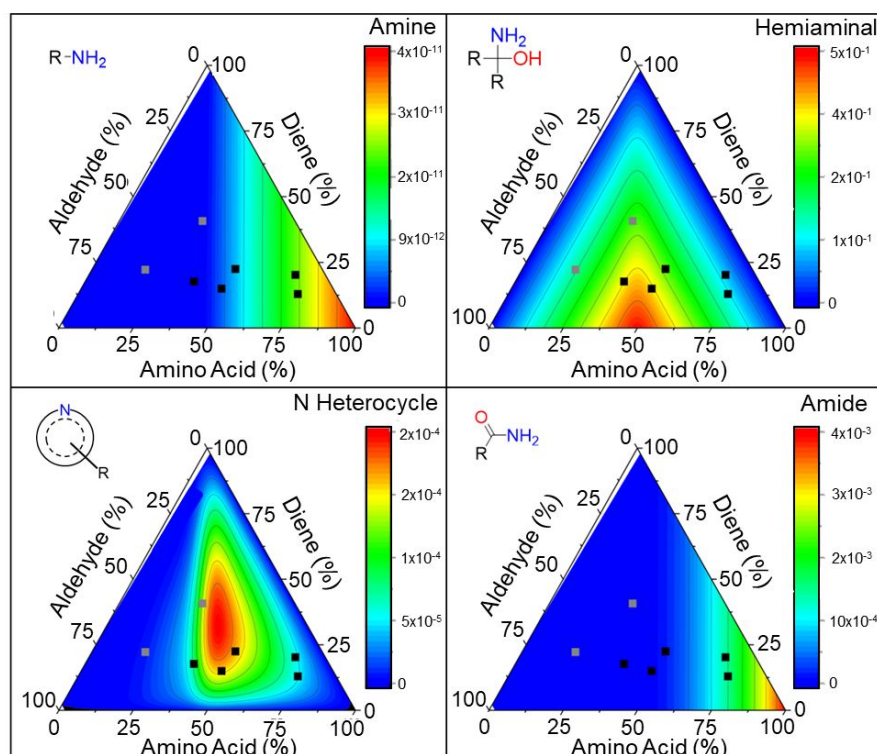 Amine
R-NH2
0
100
4x10-11
3x10-11
2x10-11
9x10-12
0
Aldehyde (%)
25
50
75
100
Diene (%)
75
50
25
0
0
25
50
75
100
Amino Acid (%)
Hemiaminal
NH2
R
OH
R
0
100
5x10-1
4x10-1
2x10-1
1x10-1
0
Aldehyde (%)
25
50
75
100
Diene (%)
75
50
25
0
0
25
50
75
100
Amino Acid (%)
N Heterocycle
N
R
0
100
2x10-4
2x10-4
1x10-4
5x10-5
0
Aldehyde (%)
25
50
75
100
Diene (%)
75
50
25
0
0
25
50
75
100
Amino Acid (%)
Amide
O
NH2
R
0
100
4x10-3
3x10-3
2x10-3
10x10-4
0
Aldehyde (%)
25
50
75
100
Diene (%)
75
50
25
0
0
25
50
75
100
Amino Acid (%)